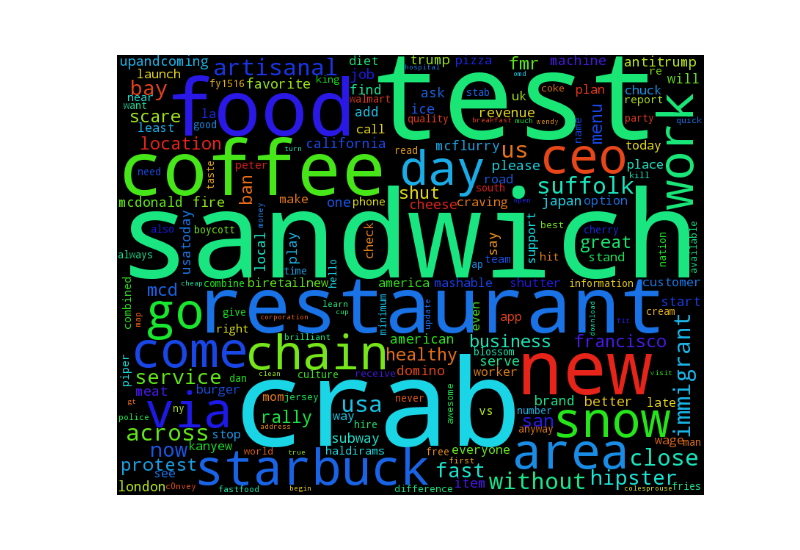 upandcoming artisanal diet trump pizza fmr machine antitrump
launch fy1516 favorite king job hospital omd re will
near bay food find walmart ask stab test coke plan chuck report
want scare la add ice quality uk revenue menu party work
least good location california call mcflurry wendy breakfast much name today quick
coffee turn read day us ceo place kill
need taste peter please road suffolk
mcdonald fire ban make one phone shut south japan option
cheese craving
always also boycott usatoday local play check sandwich say team support hit best cherry great stand nation available
money time hello ap open
combined cheap combine biretailnew america mashable shutter information customer
mcd go restaurant learn cup minimum update cream start
map give corporation app download
right brilliant american even business tlt francisco immigrant
piper come chain healthy blossom serve new visit
service dan clean culture receive domino worker
meat burger mom jersey never awesome brand better late
gt ny via rally usa crab vs san number snow
police across stop address kanyew way hire subway everyone anyway wage man
now world true haldirams free first area close
protest see starbuck fast without hipster
london c0nvey fastfood begin difference item colesprouse fries